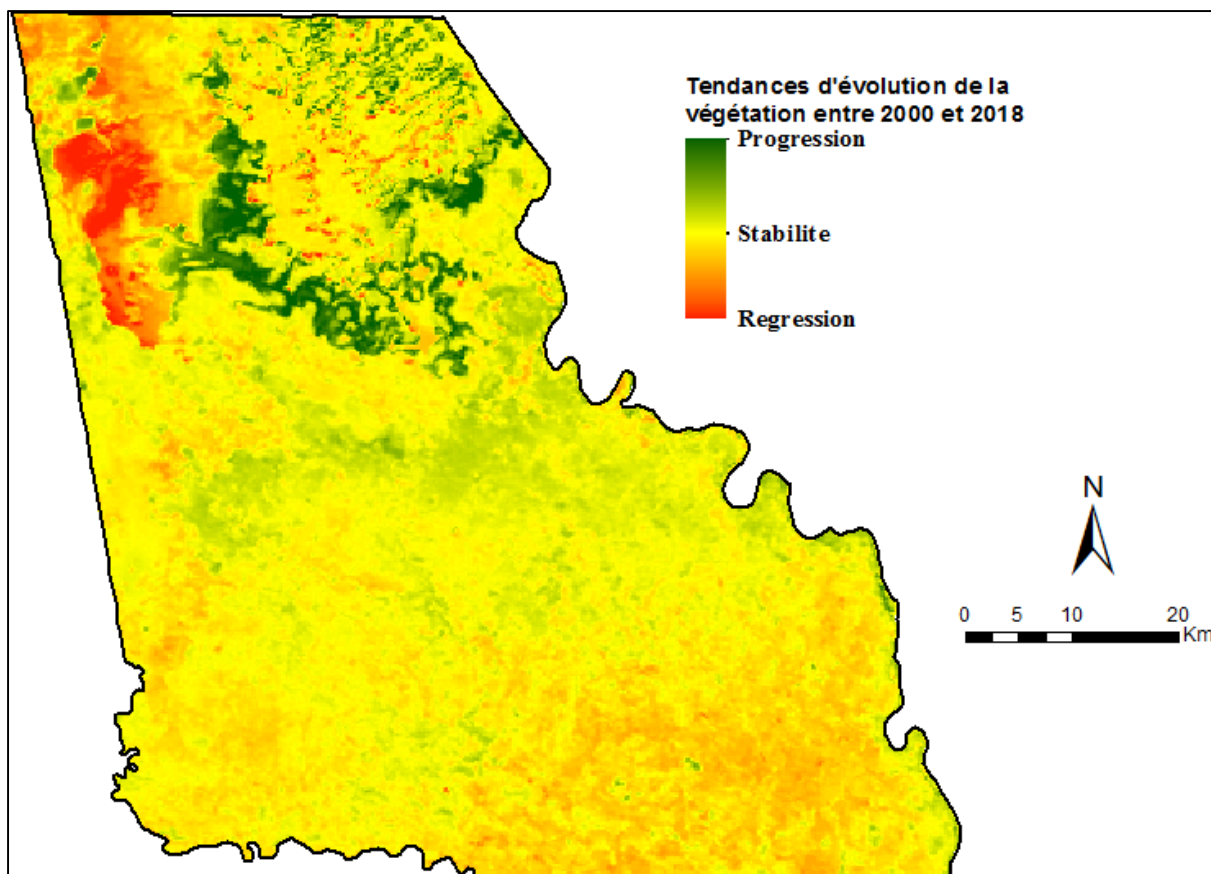 Tendances d'évolution de la
végétation entre 2000 et 2018
Progression
Stabilite
Regression
N
0 5 10 20
Km